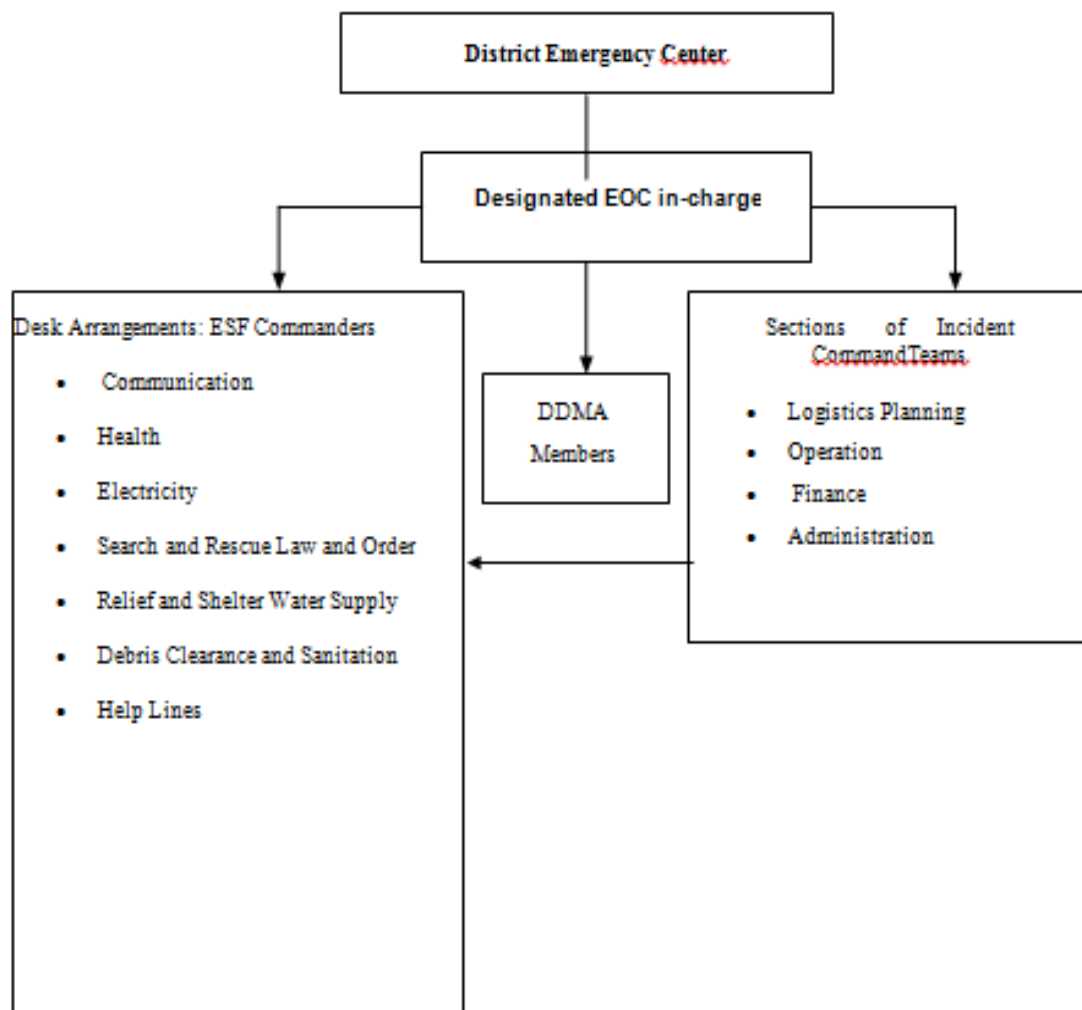 District Emergency Center
Designated EOC in-charge
Desk Arrangements: ESF Commanders
• Communication
• Health
• Electricity
• Search and Rescue Law and Order
• Relief and Shelter Water Supply
• Debris Clearance and Sanitation
• Help Lines
DDMA
Members
Sections of Incident
CommandTeams
• Logistics Planning
• Operation
• Finance
• Administration